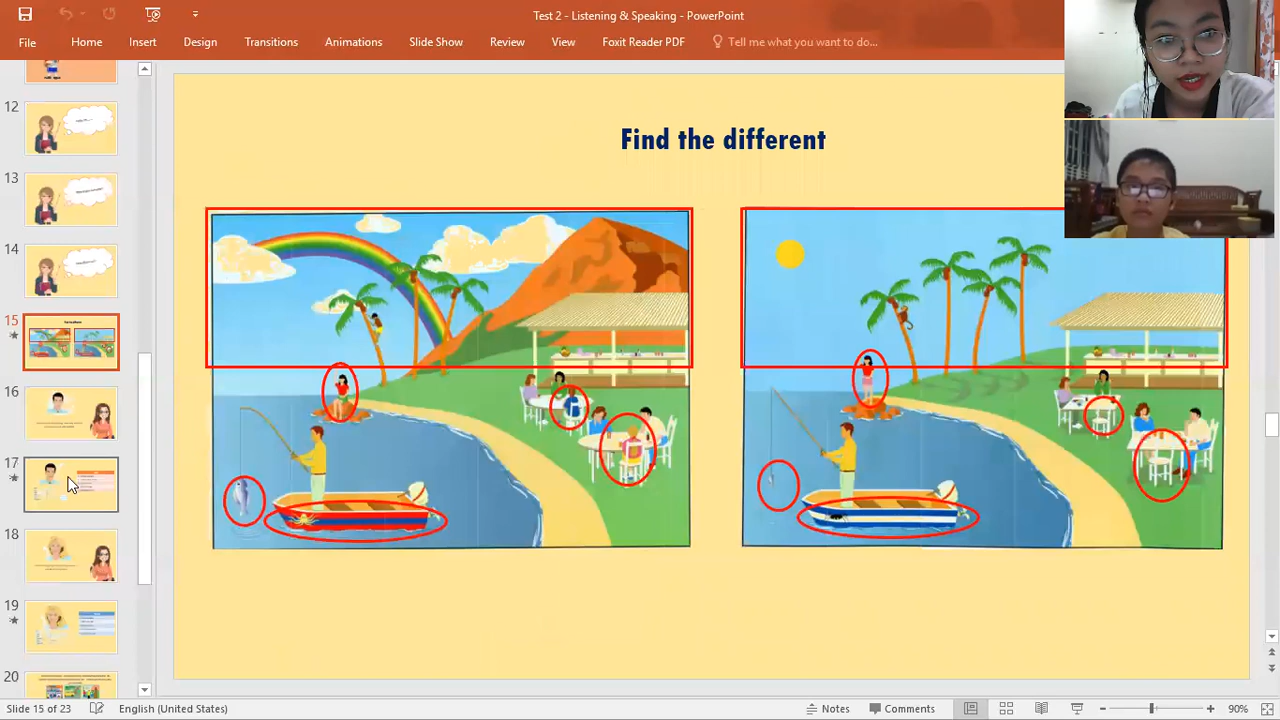 Test 2 - Listening & Speaking - PowerPoint
File Home Insert Design Transitions Animations Slide Show Review View Foxit Reader PDF Tell me what you want to do...
12
13
14
15
16
17
18
19
20
Find the different
Slide 15 of 23 English (United States) Notes Comments 90%